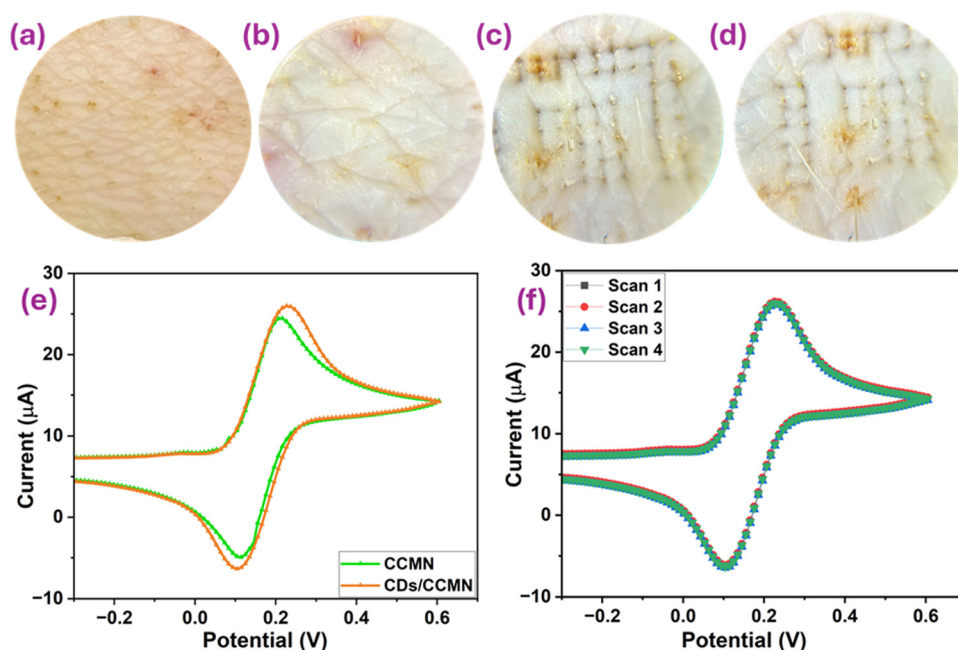 (a)
(b)
(c)
(d)
(e)
30
20
10
0
−10
Current (μA)
−0.2
0.0
0.2
0.4
0.6
Potential (V)
CCMN
CDs/CCMN
(f)
30
20
10
0
−10
Current (μA)
−0.2
0.0
0.2
0.4
0.6
Potential (V)
Scan 1
Scan 2
Scan 3
Scan 4